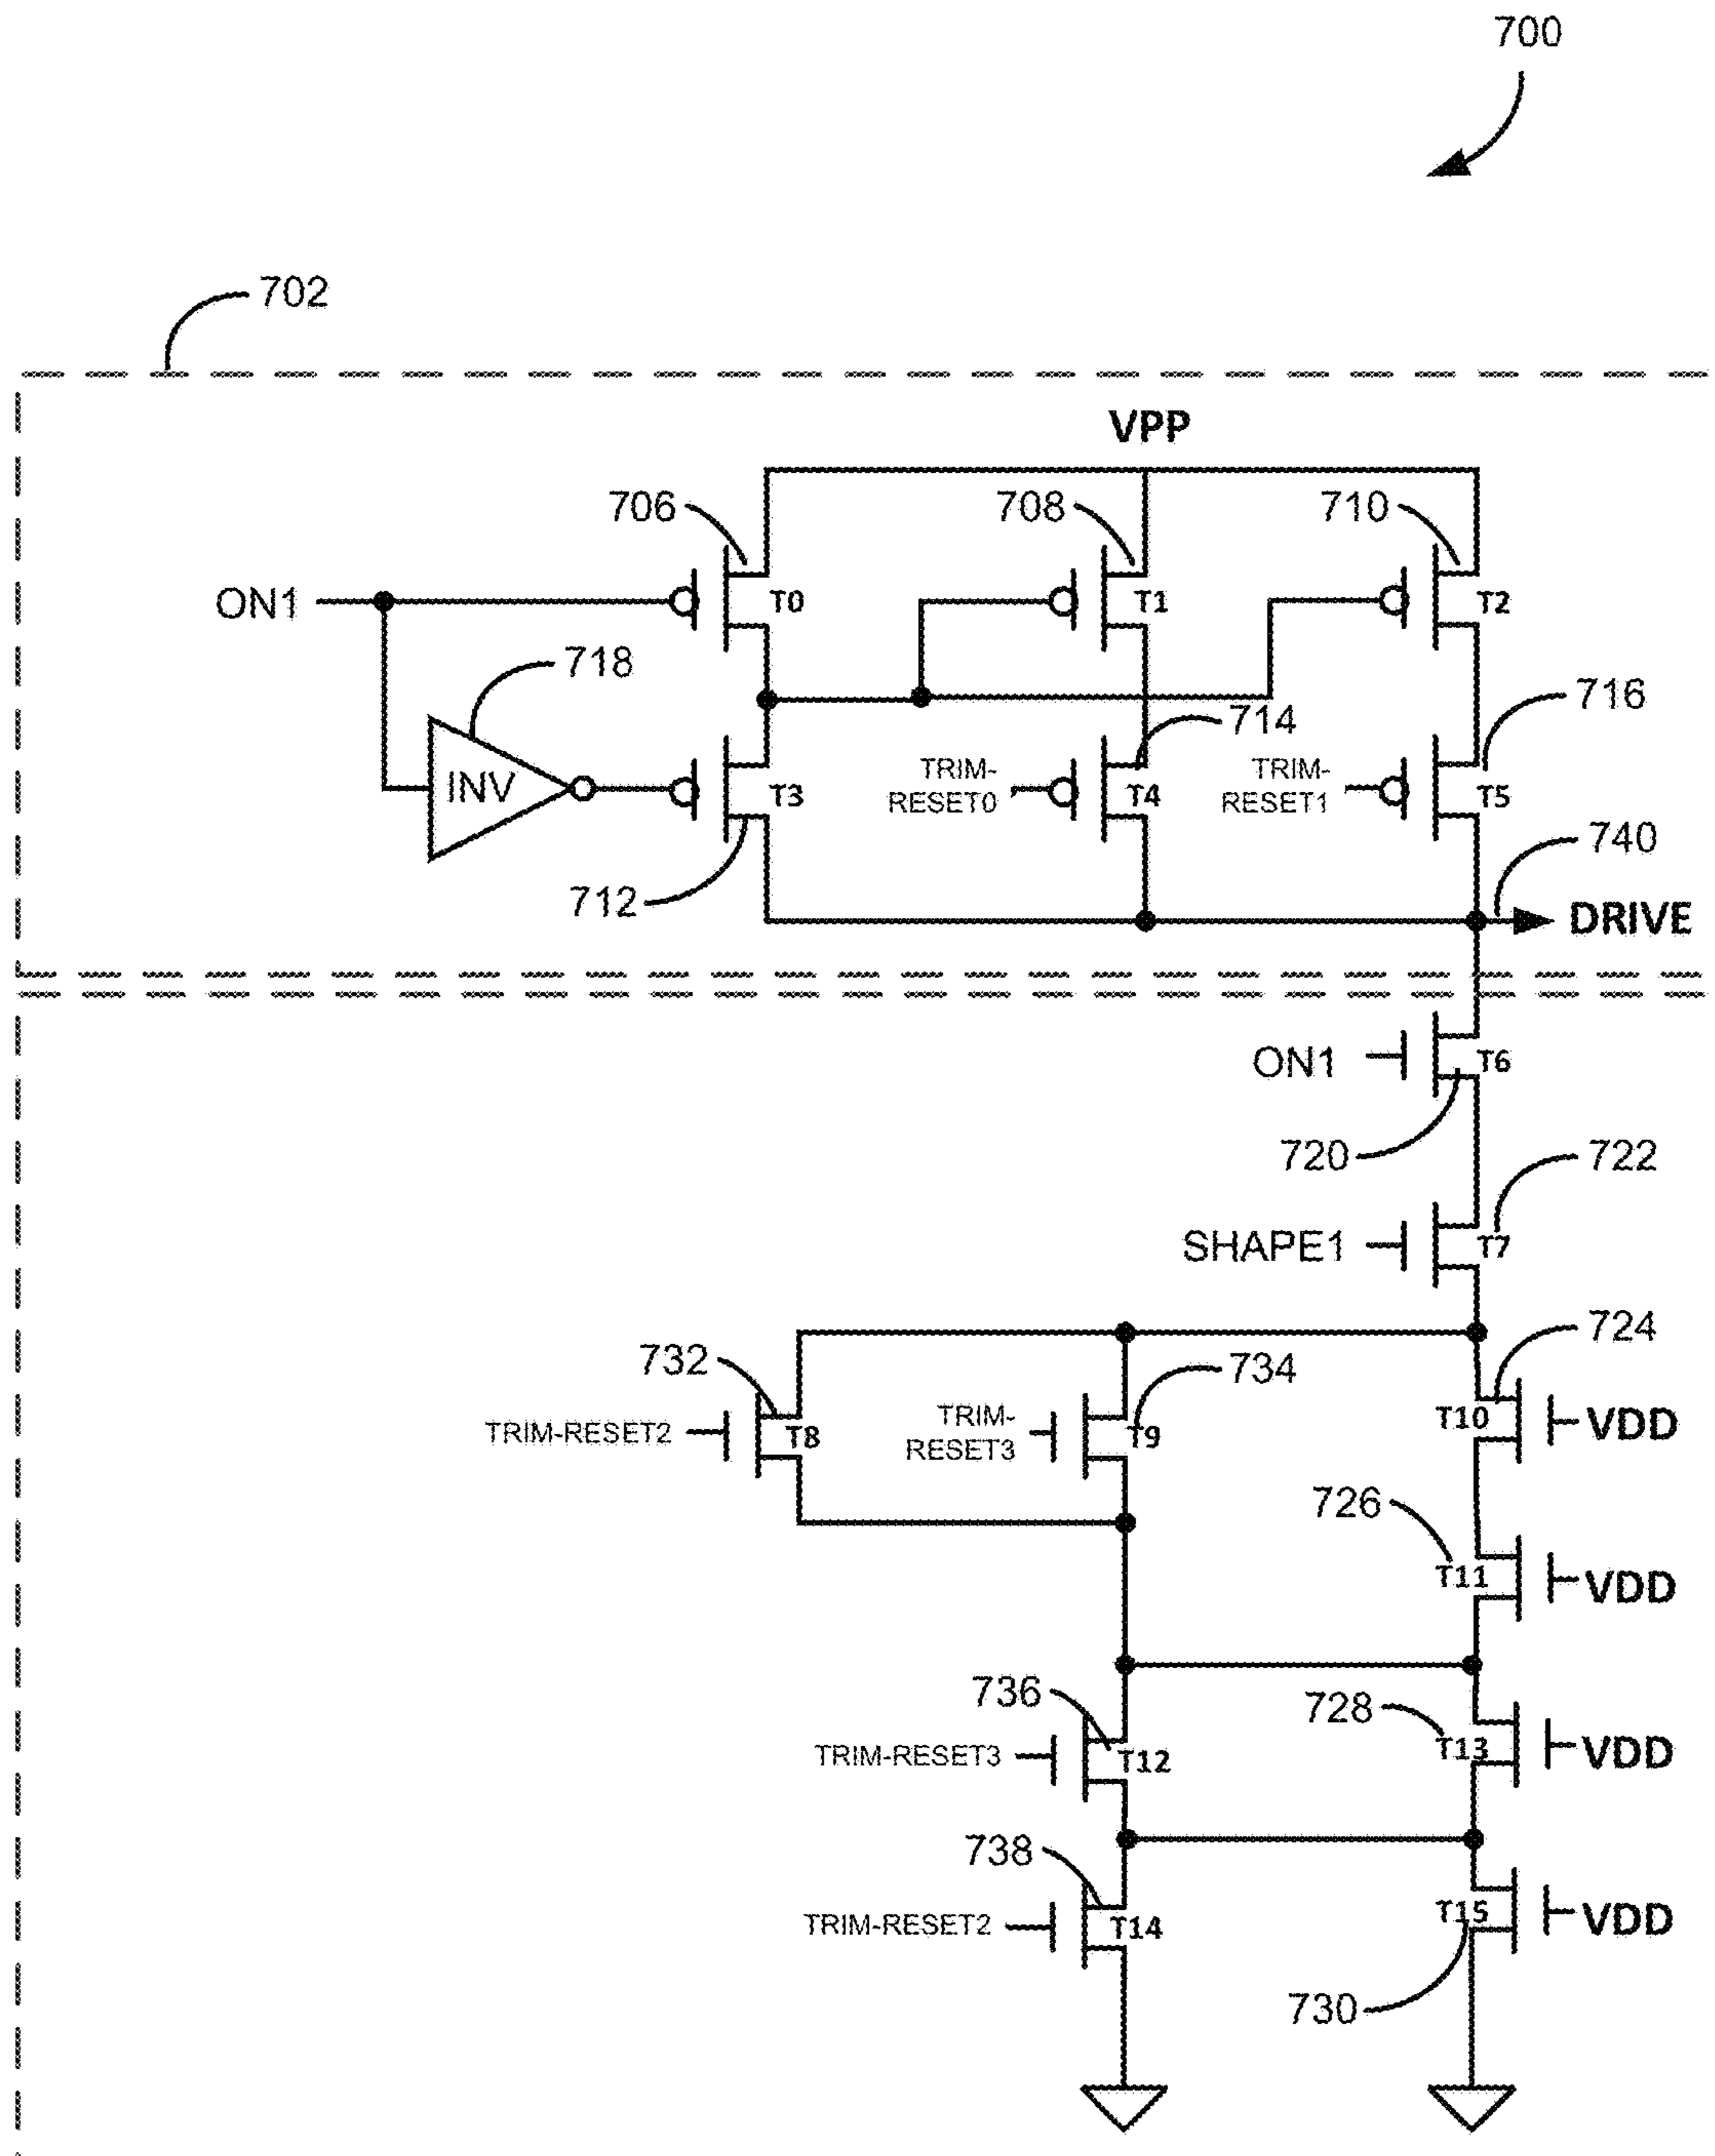 700
702
VPP
706
708
710
ON1
T0
T1
T2
718
716
714
INV
TRIM-
RESET0
TRIM-
RESET1
T3
T4
T5
740
712
DRIVE
ON1
T6
720
722
SHAPE1
T7
724
732
734
TRIM-RESET2
T8
TRIM-
RESET3
T9
T10
VDD
726
T11
VDD
736
728
TRIM-RESET3
T12
T13
VDD
738
TRIM-RESET2
T14
T15
VDD
730